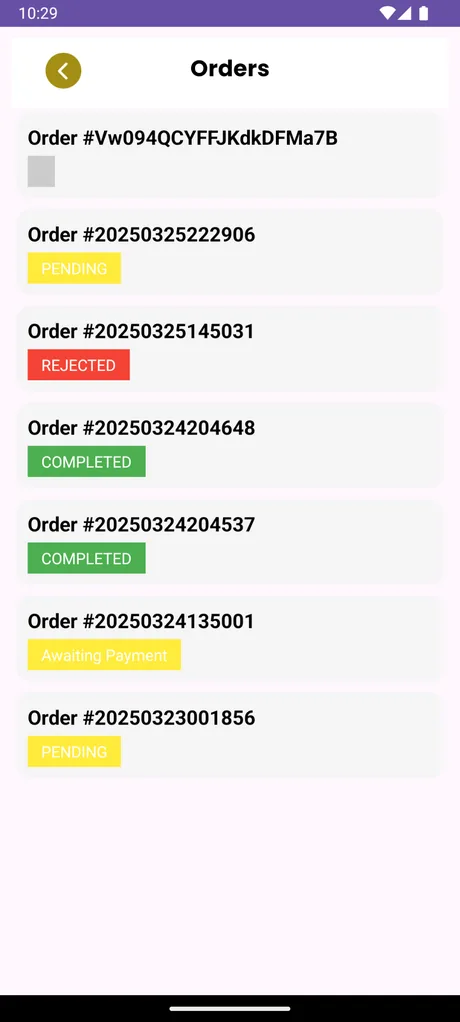 10:29
Orders
Order #Vw094QCYFFJKdkDFMa7B
Order #20250325222906
PENDING
Order #20250325145031
REJECTED
Order #20250324204648
COMPLETED
Order #20250324204537
COMPLETED
Order #20250324135001
Awaiting Payment
Order #20250323001856
PENDING